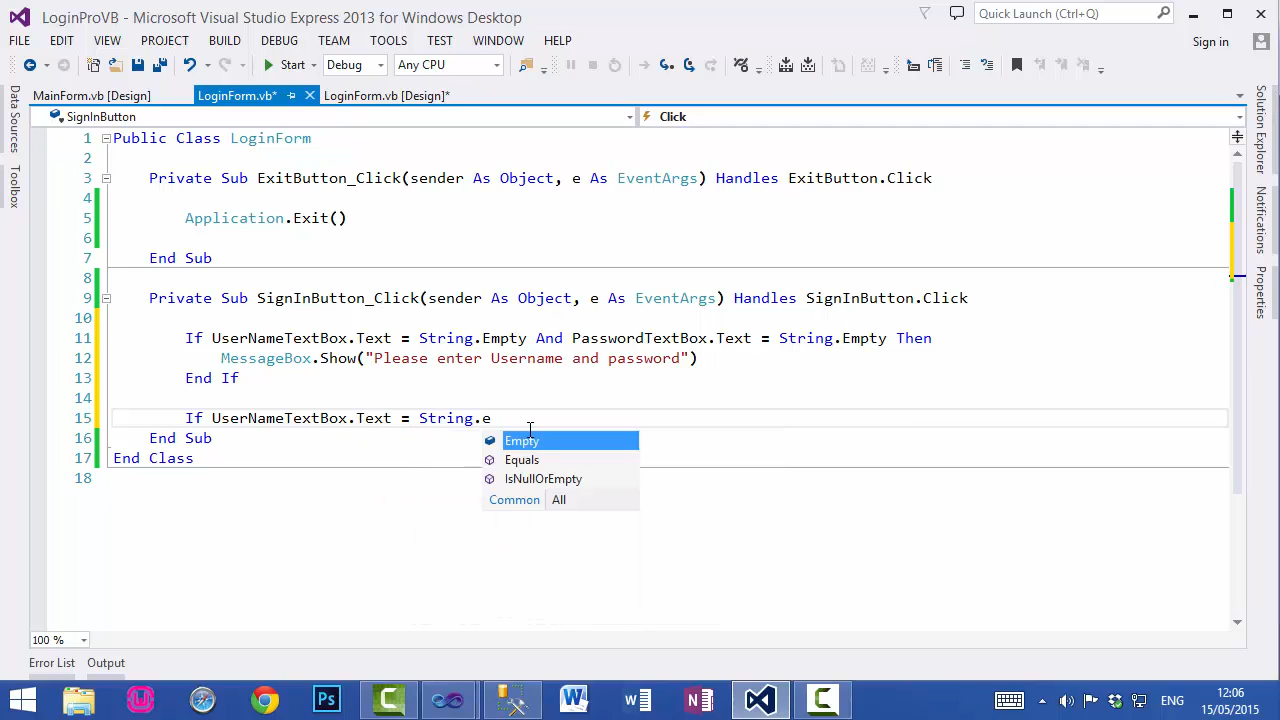 LoginProVB - Microsoft Visual Studio Express 2013 for Windows Desktop
Quick Launch (Ctrl+Q)
FILE EDIT VIEW PROJECT BUILD DEBUG TEAM TOOLS TEST WINDOW HELP
Sign in
Start Debug Any CPU
MainForm.vb [Design] LoginForm.vb* LoginForm.vb [Design]*
SignInButton Click
Data Sources
Toolbox
Solution Explorer
Notifications
Properties
1 Public Class LoginForm
2
3 Private Sub ExitButton_Click(sender As Object, e As EventArgs) Handles ExitButton.Click
4
5 Application.Exit()
6
7 End Sub
8
9 Private Sub SignInButton_Click(sender As Object, e As EventArgs) Handles SignInButton.Click
10
11 If UserNameTextBox.Text = String.Empty And PasswordTextBox.Text = String.Empty Then
12 MessageBox.Show("Please enter Username and password")
13 End If
14
15 If UserNameTextBox.Text = String.e
16 End Sub
17 End Class
18
Empty
Equals
IsNullOrEmpty
Common All
100 %
Error List Output
Ps
ENG
12:06
15/05/2015